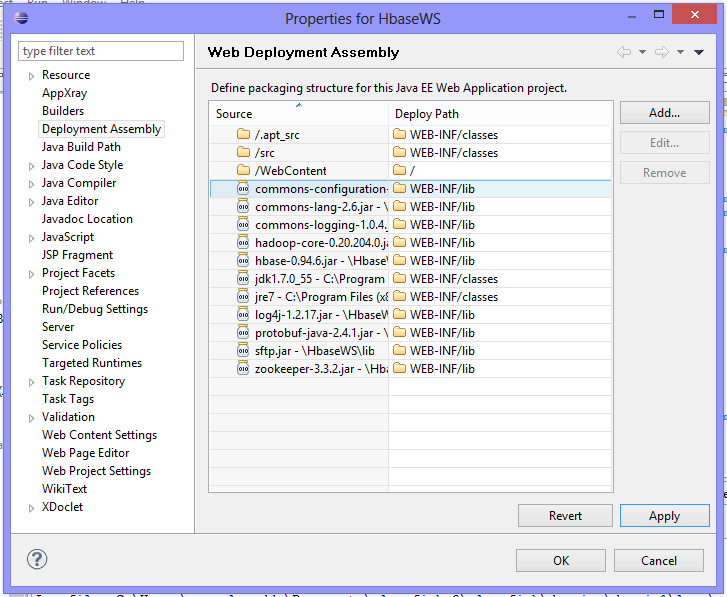 Properties for HbaseWS
type filter text
Resource
AppXray
Builders
Deployment Assembly
Java Build Path
Java Code Style
Java Compiler
Java Editor
Javadoc Location
JavaScript
JSP Fragment
Project Facets
Project References
Run/Debug Settings
Server
Service Policies
Targeted Runtimes
Task Repository
Task Tags
Validation
Web Content Settings
Web Page Editor
Web Project Settings
WikiText
XDoclet
Web Deployment Assembly
Define packaging structure for this Java EE Web Application project.
Source Deploy Path
/.apt_src WEB-INF/classes
/src WEB-INF/classes
/WebContent /
commons-configuration- WEB-INF/lib
commons-lang-2.6.jar - \ WEB-INF/lib
commons-logging-1.0.4. WEB-INF/lib
hadoop-core-0.20.204.0.ja WEB-INF/lib
hbase-0.94.6.jar - \Hbase\ WEB-INF/lib
jdk1.7.0_55 - C:\Program WEB-INF/classes
jre7 - C:\Program Files (x8 WEB-INF/classes
log4j-1.2.17.jar - \HbaseW WEB-INF/lib
protobuf-java-2.4.1.jar - \ WEB-INF/lib
sftp.jar - \HbaseWS\lib WEB-INF/lib
zookeeper-3.3.2.jar - \Hba WEB-INF/lib
Add...
Edit...
Remove
Revert
Apply
OK
Cancel